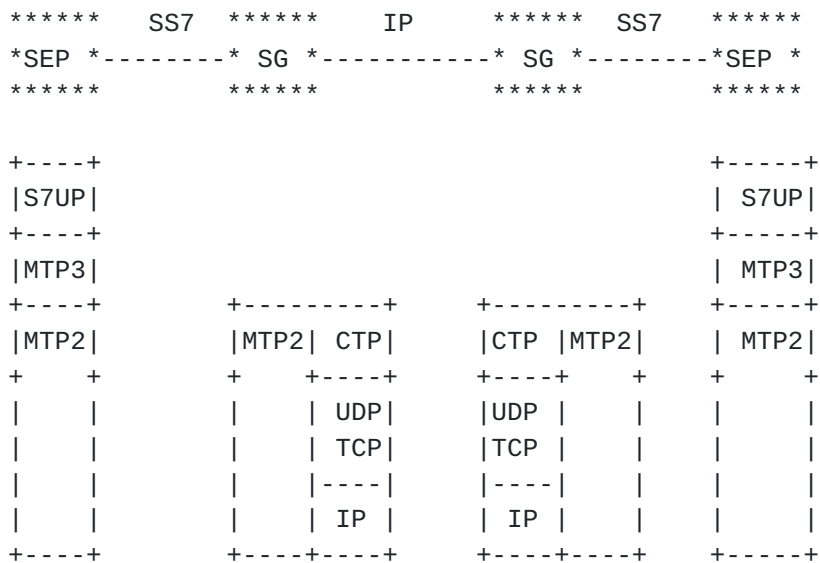 ******   SS7  ******    IP     ******  SS7   ******
*SEP *--------* SG *-----------* SG *--------*SEP *
******        ******           ******        ******
+----+                                       +-----+
|S7UP|                                       | S7UP|
+----+                                       +-----+
|MTP3|                                       | MTP3|
+----+        +---------+     +---------+    +-----+
|MTP2|        |MTP2| CTP|     |CTP |MTP2|    | MTP2|
+    +        +    +----+     +----+    +    +     +
|    |        |    | UDP|     |UDP |    |    |     |
|    |        |    | TCP|     |TCP |    |    |     |
|    |        |    |----|     |----|    |    |     |
|    |        |    | IP |     | IP |    |    |     |
+----+        +----+----+     +----+----+    +-----+